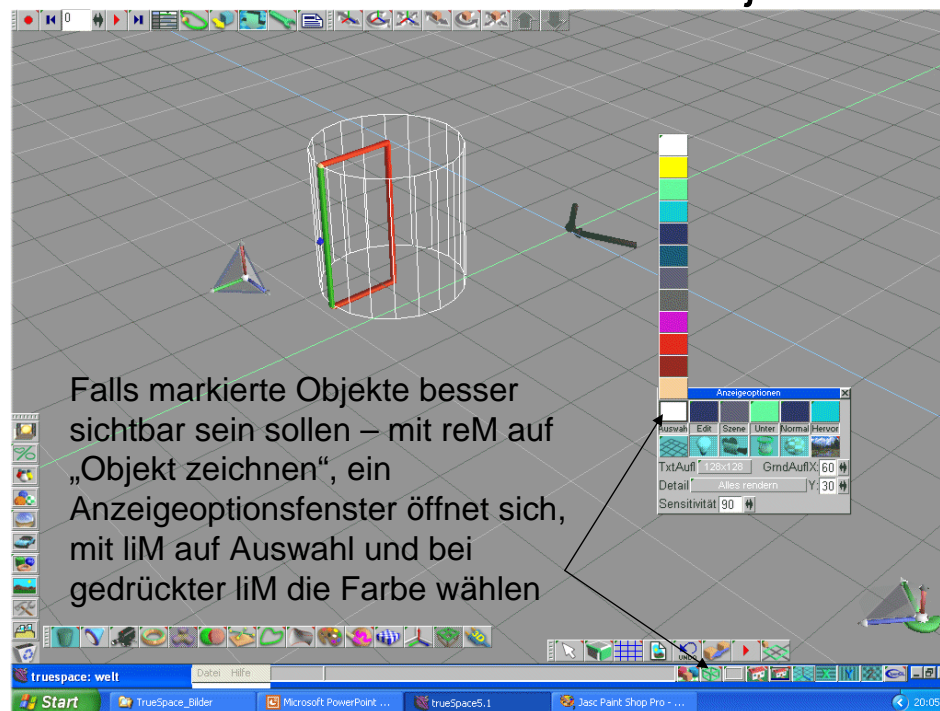 0
Falls markierte Objekte besser
sichtbar sein sollen – mit reM auf
„Objekt zeichnen“, ein
Anzeigeoptionsfenster öffnet sich,
mit liM auf Auswahl und bei
gedrückter liM die Farbe wählen
Anzeigeoptionen
Auswah Edit Szene Unter Normal Hervor
TxtAufl 128x128 GrndAuflX: 60
Detail Alles rendern Y: 30
Sensitivität 90
UNDO
truespace: welt Datei Hilfe
Start TrueSpace_Bilder Microsoft PowerPoint ... trueSpace5.1 Jasc Paint Shop Pro - ... 20:05